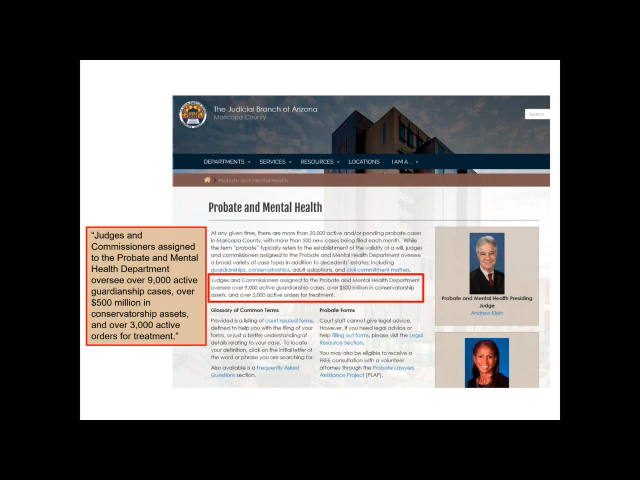 The Judicial Branch of Arizona
Maricopa County
Search
DEPARTMENTS
SERVICES
RESOURCES
LOCATIONS
I AM A...
Probate and Mental Health
Probate and Mental Health
At any given time, there are more than 20,000 active and/or pending probate cases
in Maricopa County, with more than 500 new cases being filed each month. While
the term "probate" typically refers to the establishment of the validity of a will, judges
and commissioners assigned to the Probate and Mental Health Department oversee
a broad variety of case types in addition to decedents' estates; including
guardianships, conservatorships, adult adoptions, and civil commitment matters.
Judges and Commissioners assigned to the Probate and Mental Health Department
oversee over 9,000 active guardianship cases, over $500 million in conservatorship
assets, and over 3,000 active orders for treatment.
Glossary of Common Terms
Provided is a listing of court related terms,
defined to help you with the filing of your
forms, or just a better understanding of
details relating to your case. To locate
your definition, click on the initial letter of
the word or phrase you are searching for.
Also available is a Frequently Asked
Questions section.
Probate Forms
Court staff cannot give legal advice.
However, if you need legal advice or
help filling out forms, please visit the Legal
Resource Section.
You may also be eligible to receive a
FREE consultation with a volunteer
attorney through the Probate Lawyers
Assistance Project (PLAP).
Probate and Mental Health Presiding
Judge
Andrew Klein
“Judges and
Commissioners assigned
to the Probate and Mental
Health Department
oversee over 9,000 active
guardianship cases, over
$500 million in
conservatorship assets,
and over 3,000 active
orders for treatment.”